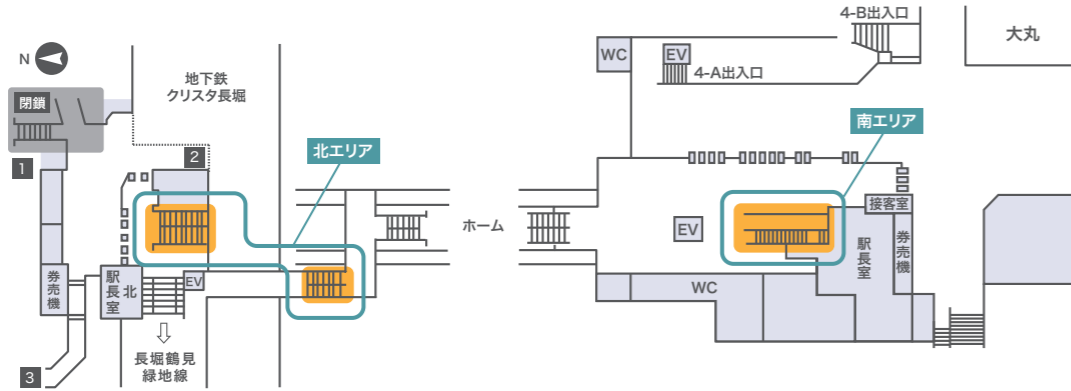 N
閉鎖
1
地下鉄
クリスタ長堀
2
北エリア
券売機
駅長室
北
EV
長堀鶴見
緑地線
3
ホーム
4-B出入口
大丸
WC
EV
4-A出入口
南エリア
EV
接客室
駅長室
券売機
WC